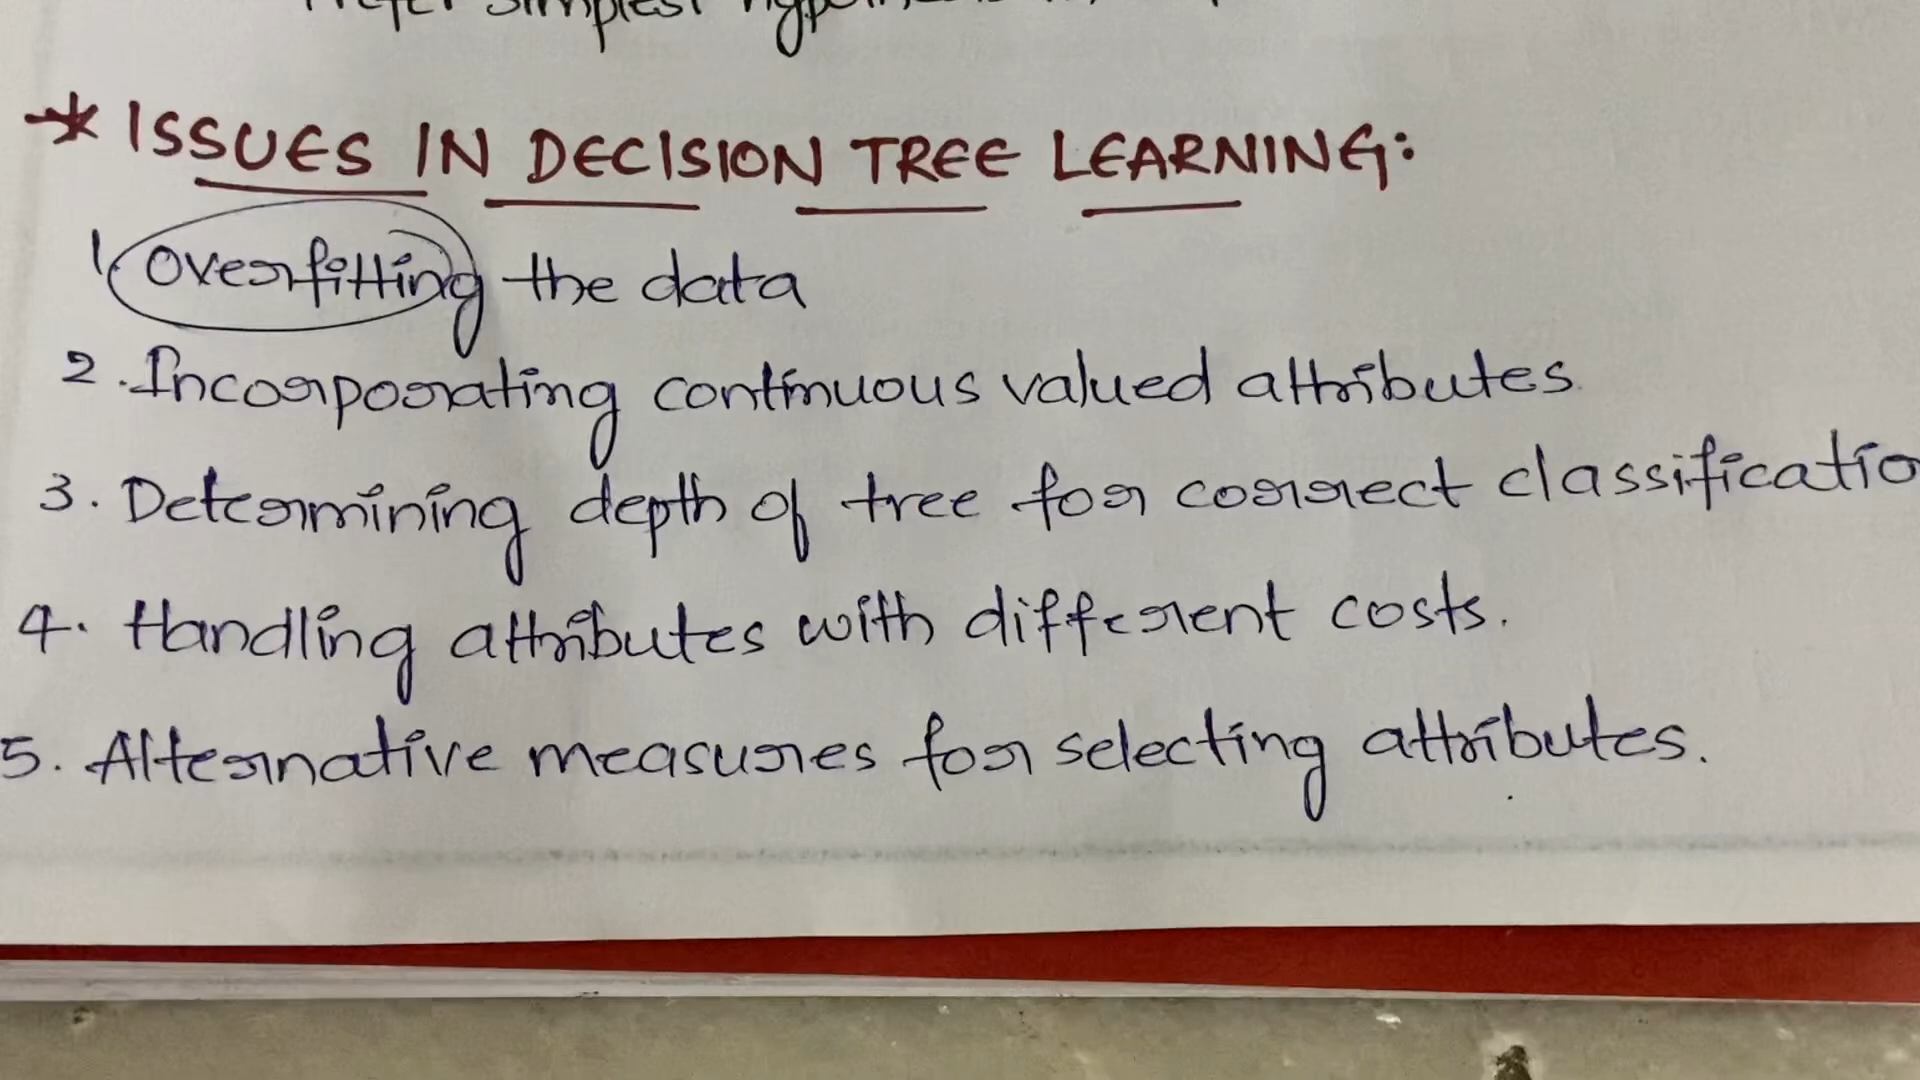 simplest
* ISSUES IN DECISION TREE LEARNING:
1. Overfitting the data
2. Incorporating continuous valued attributes.
3. Determining depth of tree for correct classificatio
4. Handling attributes with different costs.
5. Alternative measures for selecting attributes.